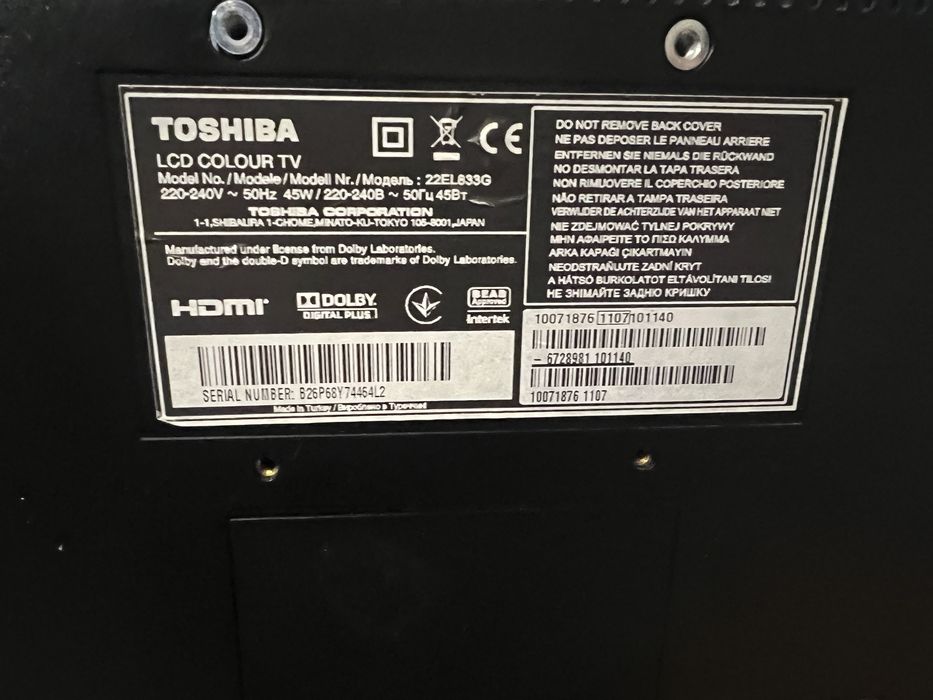 TOSHIBA
LCD COLOUR TV
Model No./Modele/Modell Nr./Модель : 22EL833G
220-240V ~ 50Hz 45W / 220-240В ~ 50Гц 45Вт
TOSHIBA CORPORATION
1-1,SHIBAURA 1-CHOME,MINATO-KU-TOKYO 105-8001,JAPAN
Manufactured under license from Dolby Laboratories.
Dolby and the double-D symbol are trademarks of Dolby Laboratories.
HDMI
DOLBY
DIGITAL PLUS
BEAB
Approved
Intertek
SERIAL NUMBER: B26P68Y74464L2
Made in Turkey / Вироблено в Туреччині
CE
DO NOT REMOVE BACK COVER
NE PAS DEPOSER LE PANNEAU ARRIERE
ENTFERNEN SIE NIEMALS DIE RÜCKWAND
NO DESMONTAR LA TAPA TRASERA
NON RIMUOVERE IL COPERCHIO POSTERIORE
NÃO RETIRAR A TAMPA TRASEIRA
VERWIJDER DE ACHTERZIJDE VAN HET APPARAAT NIET
NIE ZDEJMOWAĆ TYLNEJ POKRYWY
ΜΗΝ ΑΦΑΙΡΕΙΤΕ ΤΟ ΠΙΣΩ ΚΑΛΥΜΜΑ
ARKA KAPAĞI ÇIKARTMAYIN
NEODSTRAŇUJTE ZADNÍ KRYT
A HÁTSÓ BURKOLATOT ELTÁVOLÍTANI TILOS!
НЕ ЗНІМАЙТЕ ЗАДНЮ КРИШКУ
10071876 1107 101140
- 6728981 101140
10071876 1107